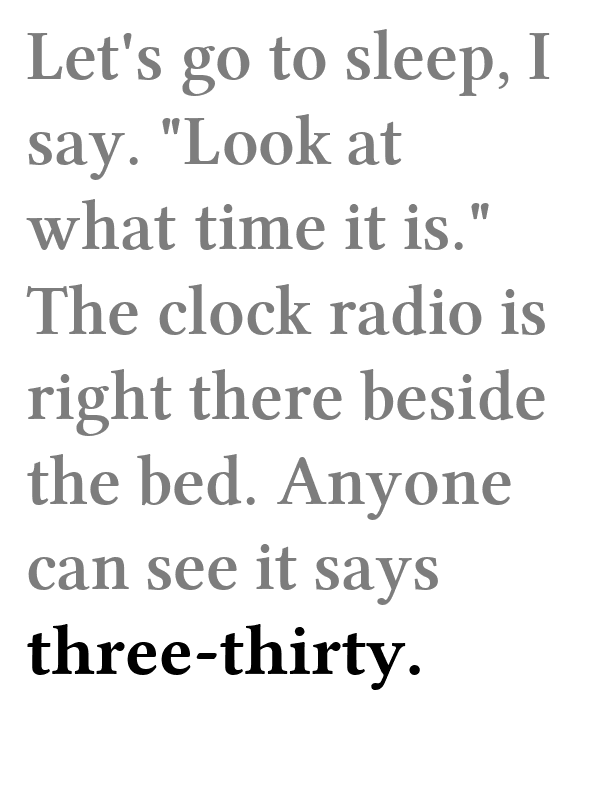 Let's go to sleep, I
say. "Look at
what time it is."
The clock radio is
right there beside
the bed. Anyone
can see it says
three-thirty.